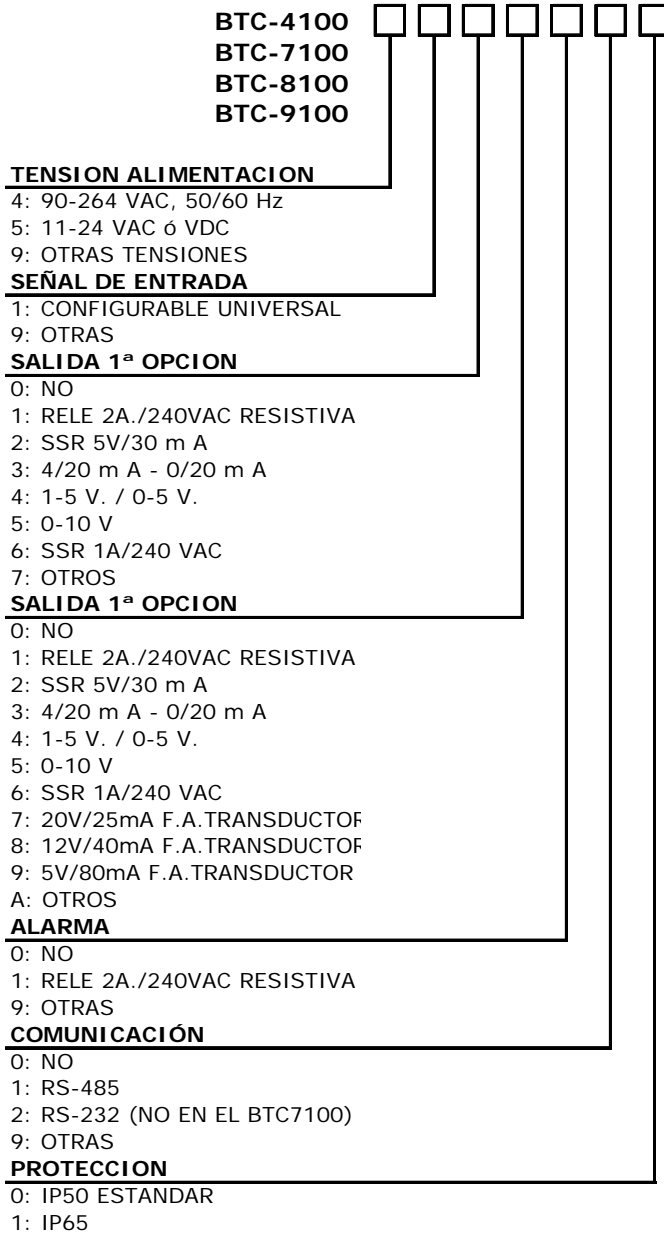 BTC-4100
BTC-7100
BTC-8100
BTC-9100
TENSION ALIMENTACION
4: 90-264 VAC, 50/60 Hz
5: 11-24 VAC ó VDC
9: OTRAS TENSIONES
SEÑAL DE ENTRADA
1: CONFIGURABLE UNIVERSAL
9: OTRAS
SALIDA 1ª OPCION
0: NO
1: RELE 2A./240VAC RESISTIVA
2: SSR 5V/30 m A
3: 4/20 m A - 0/20 m A
4: 1-5 V. / 0-5 V.
5: 0-10 V
6: SSR 1A/240 VAC
7: OTROS
SALIDA 1ª OPCION
0: NO
1: RELE 2A./240VAC RESISTIVA
2: SSR 5V/30 m A
3: 4/20 m A - 0/20 m A
4: 1-5 V. / 0-5 V.
5: 0-10 V
6: SSR 1A/240 VAC
7: 20V/25mA F.A.TRANSDUCTOR
8: 12V/40mA F.A.TRANSDUCTOR
9: 5V/80mA F.A.TRANSDUCTOR
A: OTROS
ALARMA
0: NO
1: RELE 2A./240VAC RESISTIVA
9: OTRAS
COMUNICACIÓN
0: NO
1: RS-485
2: RS-232 (NO EN EL BTC7100)
9: OTRAS
PROTECCION
0: IP50 ESTANDAR
1: IP65